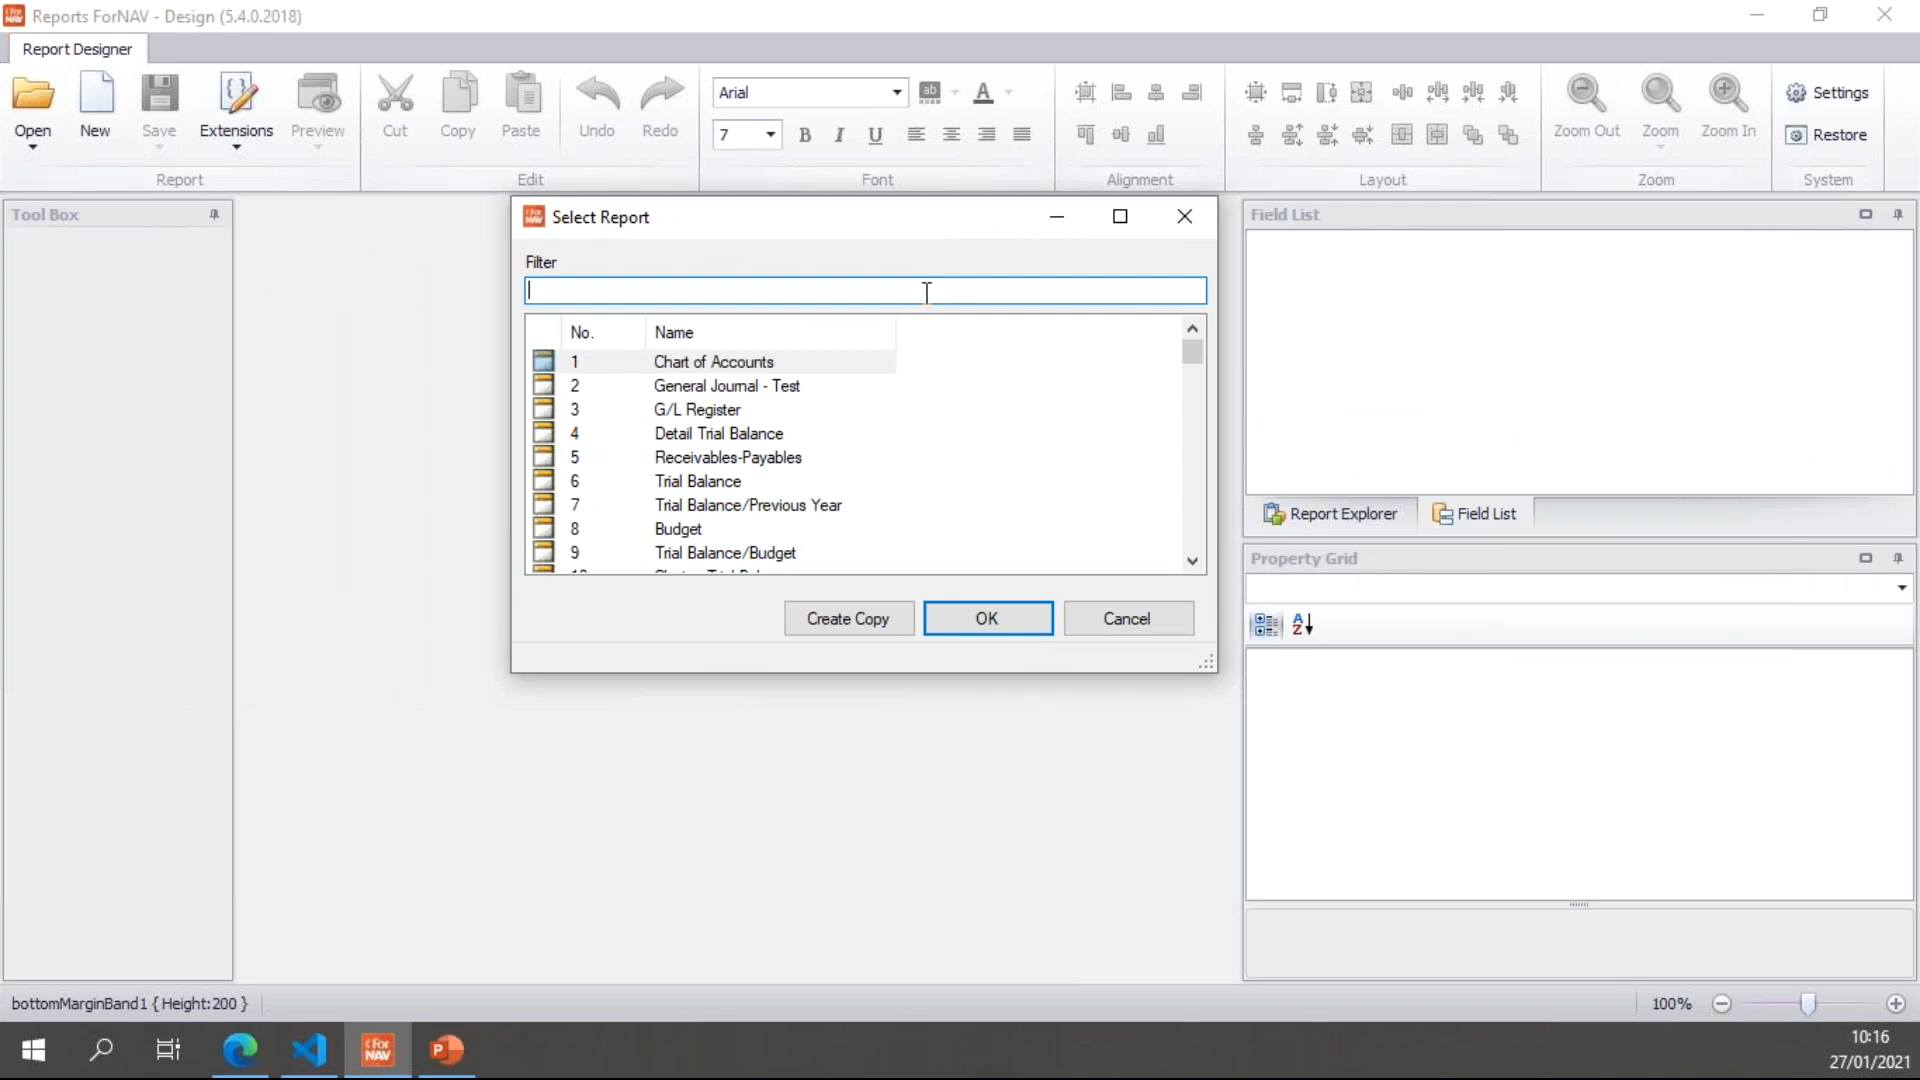 Reports ForNAV - Design (5.4.0.2018)
Report Designer
Open
New
Save
Extensions
Preview
Report
Cut
Copy
Paste
Undo
Redo
Edit
Arial
7
B I U
Font
Alignment
Layout
Zoom Out
Zoom
Zoom In
Zoom
Settings
Restore
System
Tool Box
Select Report
Filter
No. Name
1 Chart of Accounts
2 General Journal - Test
3 G/L Register
4 Detail Trial Balance
5 Receivables-Payables
6 Trial Balance
7 Trial Balance/Previous Year
8 Budget
9 Trial Balance/Budget
Create Copy
OK
Cancel
Field List
Report Explorer
Field List
Property Grid
bottomMarginBand1 { Height:200 }
100%
10:16
27/01/2021